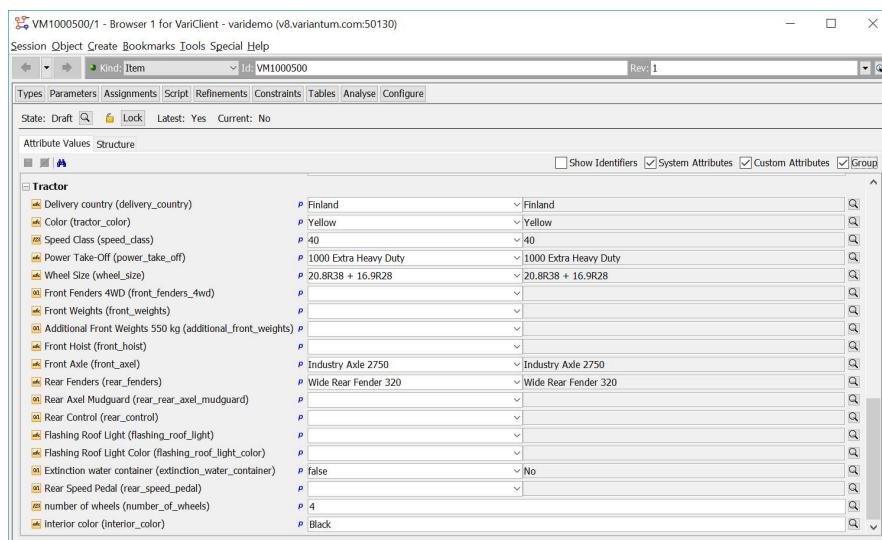 VM1000500/1 - Browser 1 for VariClient - varidemo (v8.variantum.com:50130)
Session Object Create Bookmarks Tools Special Help
Kind: Item Id: VM1000500 Rev: 1
Types Parameters Assignments Script Refinements Constraints Tables Analyse Configure
State: Draft Lock Latest: Yes Current: No
Attribute Values Structure
Show Identifiers System Attributes Custom Attributes Group
Tractor
Delivery country (delivery_country) p Finland Finland
Color (tractor_color) p Yellow Yellow
Speed Class (speed_class) p 40 40
Power Take-Off (power_take_off) p 1000 Extra Heavy Duty 1000 Extra Heavy Duty
Wheel Size (wheel_size) p 20.8R38 + 16.9R28 20.8R38 + 16.9R28
Front Fenders 4WD (front_fenders_4wd) p
Front Weights (front_weights) p
Additional Front Weights 550 kg (additional_front_weights) p
Front Hoist (front_hoist) p
Front Axle (front_axel) p Industry Axle 2750 Industry Axle 2750
Rear Fenders (rear_fenders) p Wide Rear Fender 320 Wide Rear Fender 320
Rear Axel Mudguard (rear_rear_axel_mudguard) p
Rear Control (rear_control) p
Flashing Roof Light (flashing_roof_light) p
Flashing Roof Light Color (flashing_roof_light_color) p
Extinction water container (extinction_water_container) p false No
Rear Speed Pedal (rear_speed_pedal) p
number of wheels (number_of_wheels) p 4
interior color (interior_color) p Black